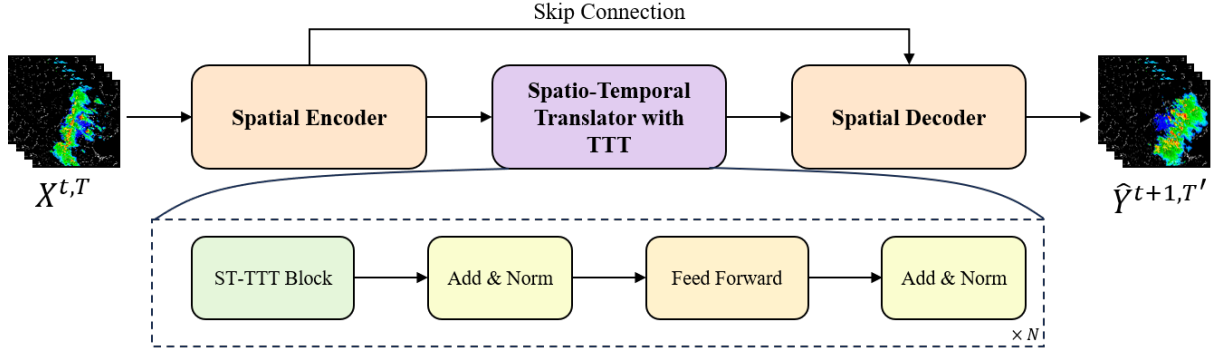 Skip Connection
Spatial Encoder
Spatio-Temporal
Translator with
TTT
Spatial Decoder
X^{t,T}
Ŷ^{t+1,T′}
ST-TTT Block
Add & Norm
Feed Forward
Add & Norm
× N